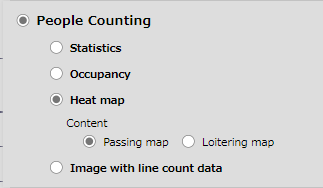 People Counting
Statistics
Occupancy
Heat map
Content
Passing map Loitering map
Image with line count data